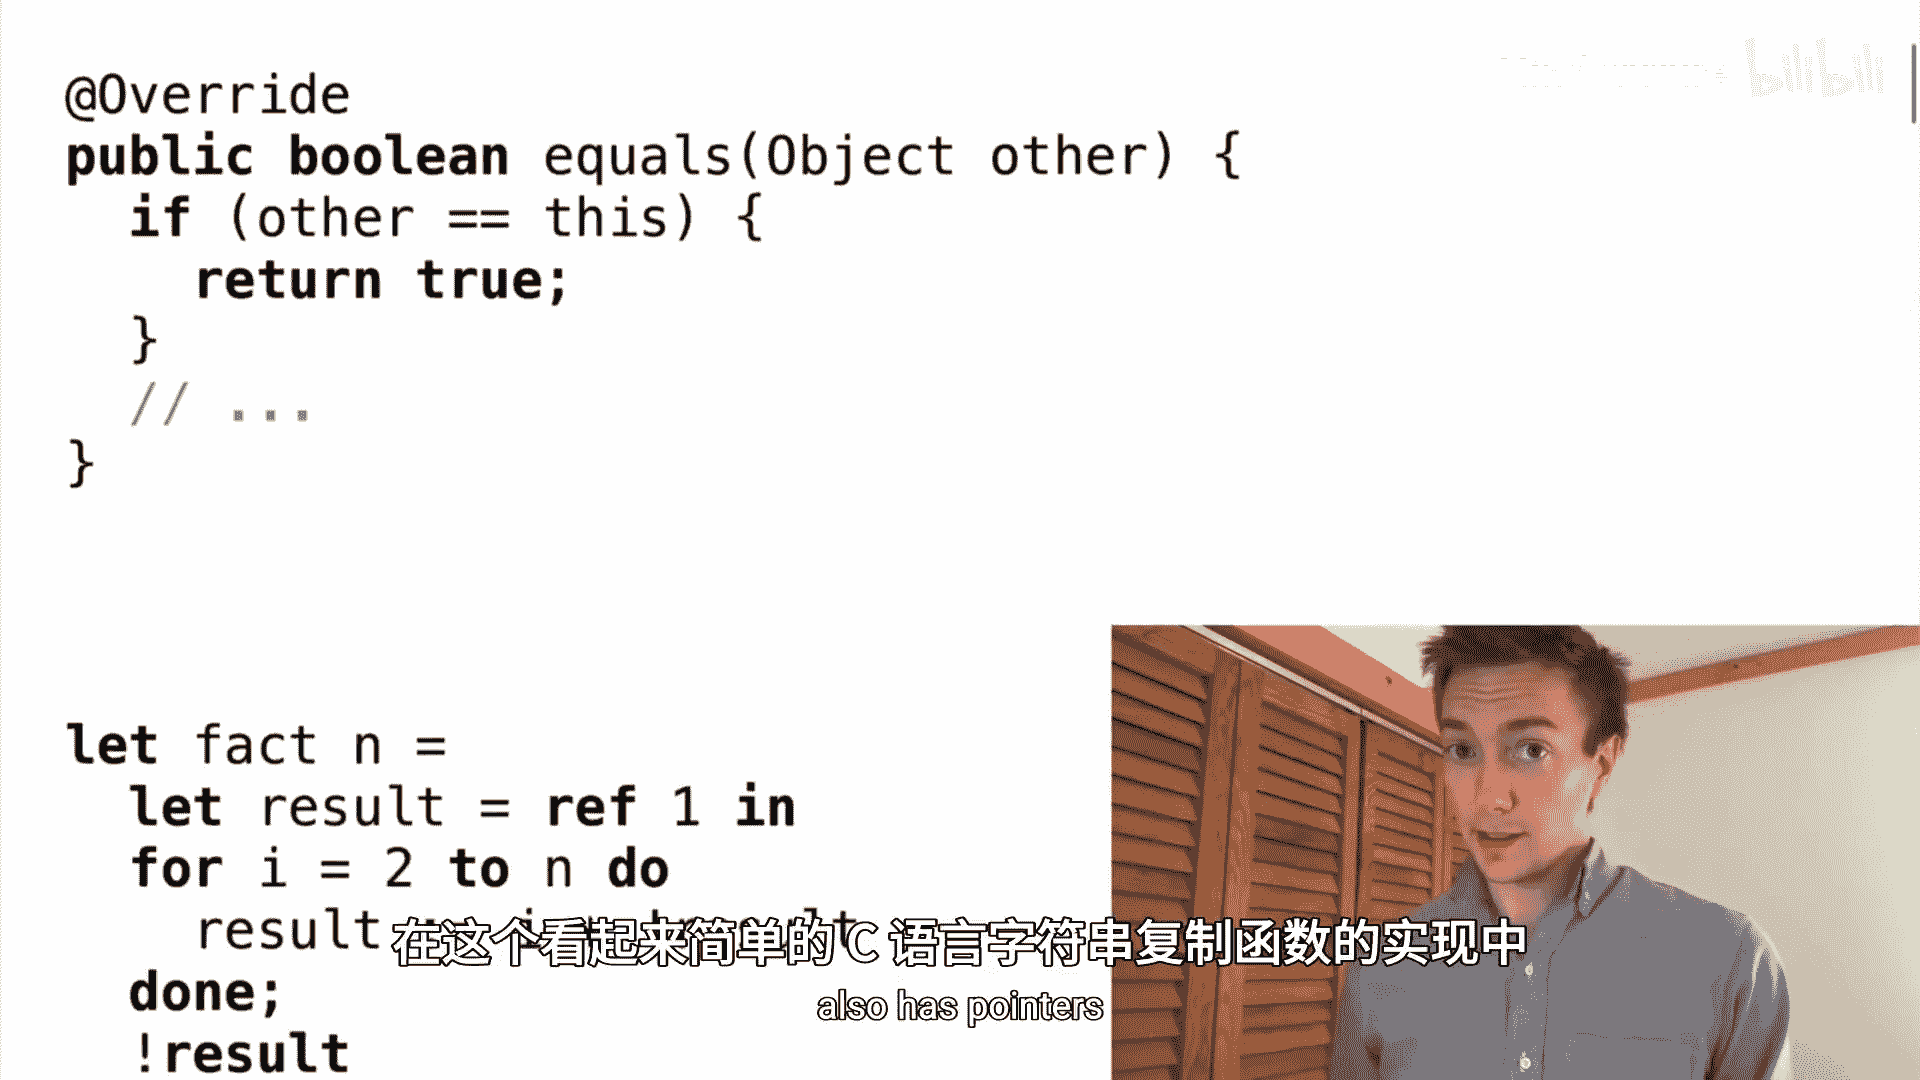 bilibili
@Override
public boolean equals(Object other) {
if (other == this) {
return true;
}
// ...
}
let fact n =
let result = ref 1 in
for i = 2 to n do
result
在这个看起来简单的 C 语言字符串复制函数的实现中
done;
also has pointers
!result